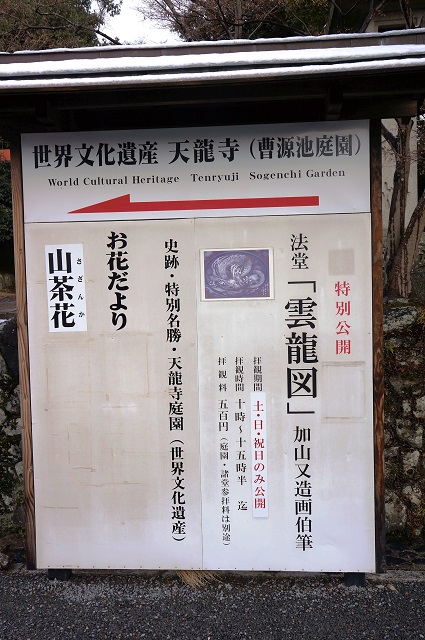 世界文化遺産 天龍寺（曹源池庭園）
World Cultural Heritage Tenryuji Sogenchi Garden
特別公開
法堂「雲龍図」加山又造画伯筆
拝観期間 土・日・祝日のみ公開
拝観時間 十時～十五時半 迄
拝観料 五百円（庭園・諸堂参拝料は別途）
史跡・特別名勝・天龍寺庭園（世界文化遺産）
お花だより
山茶花
さざんか